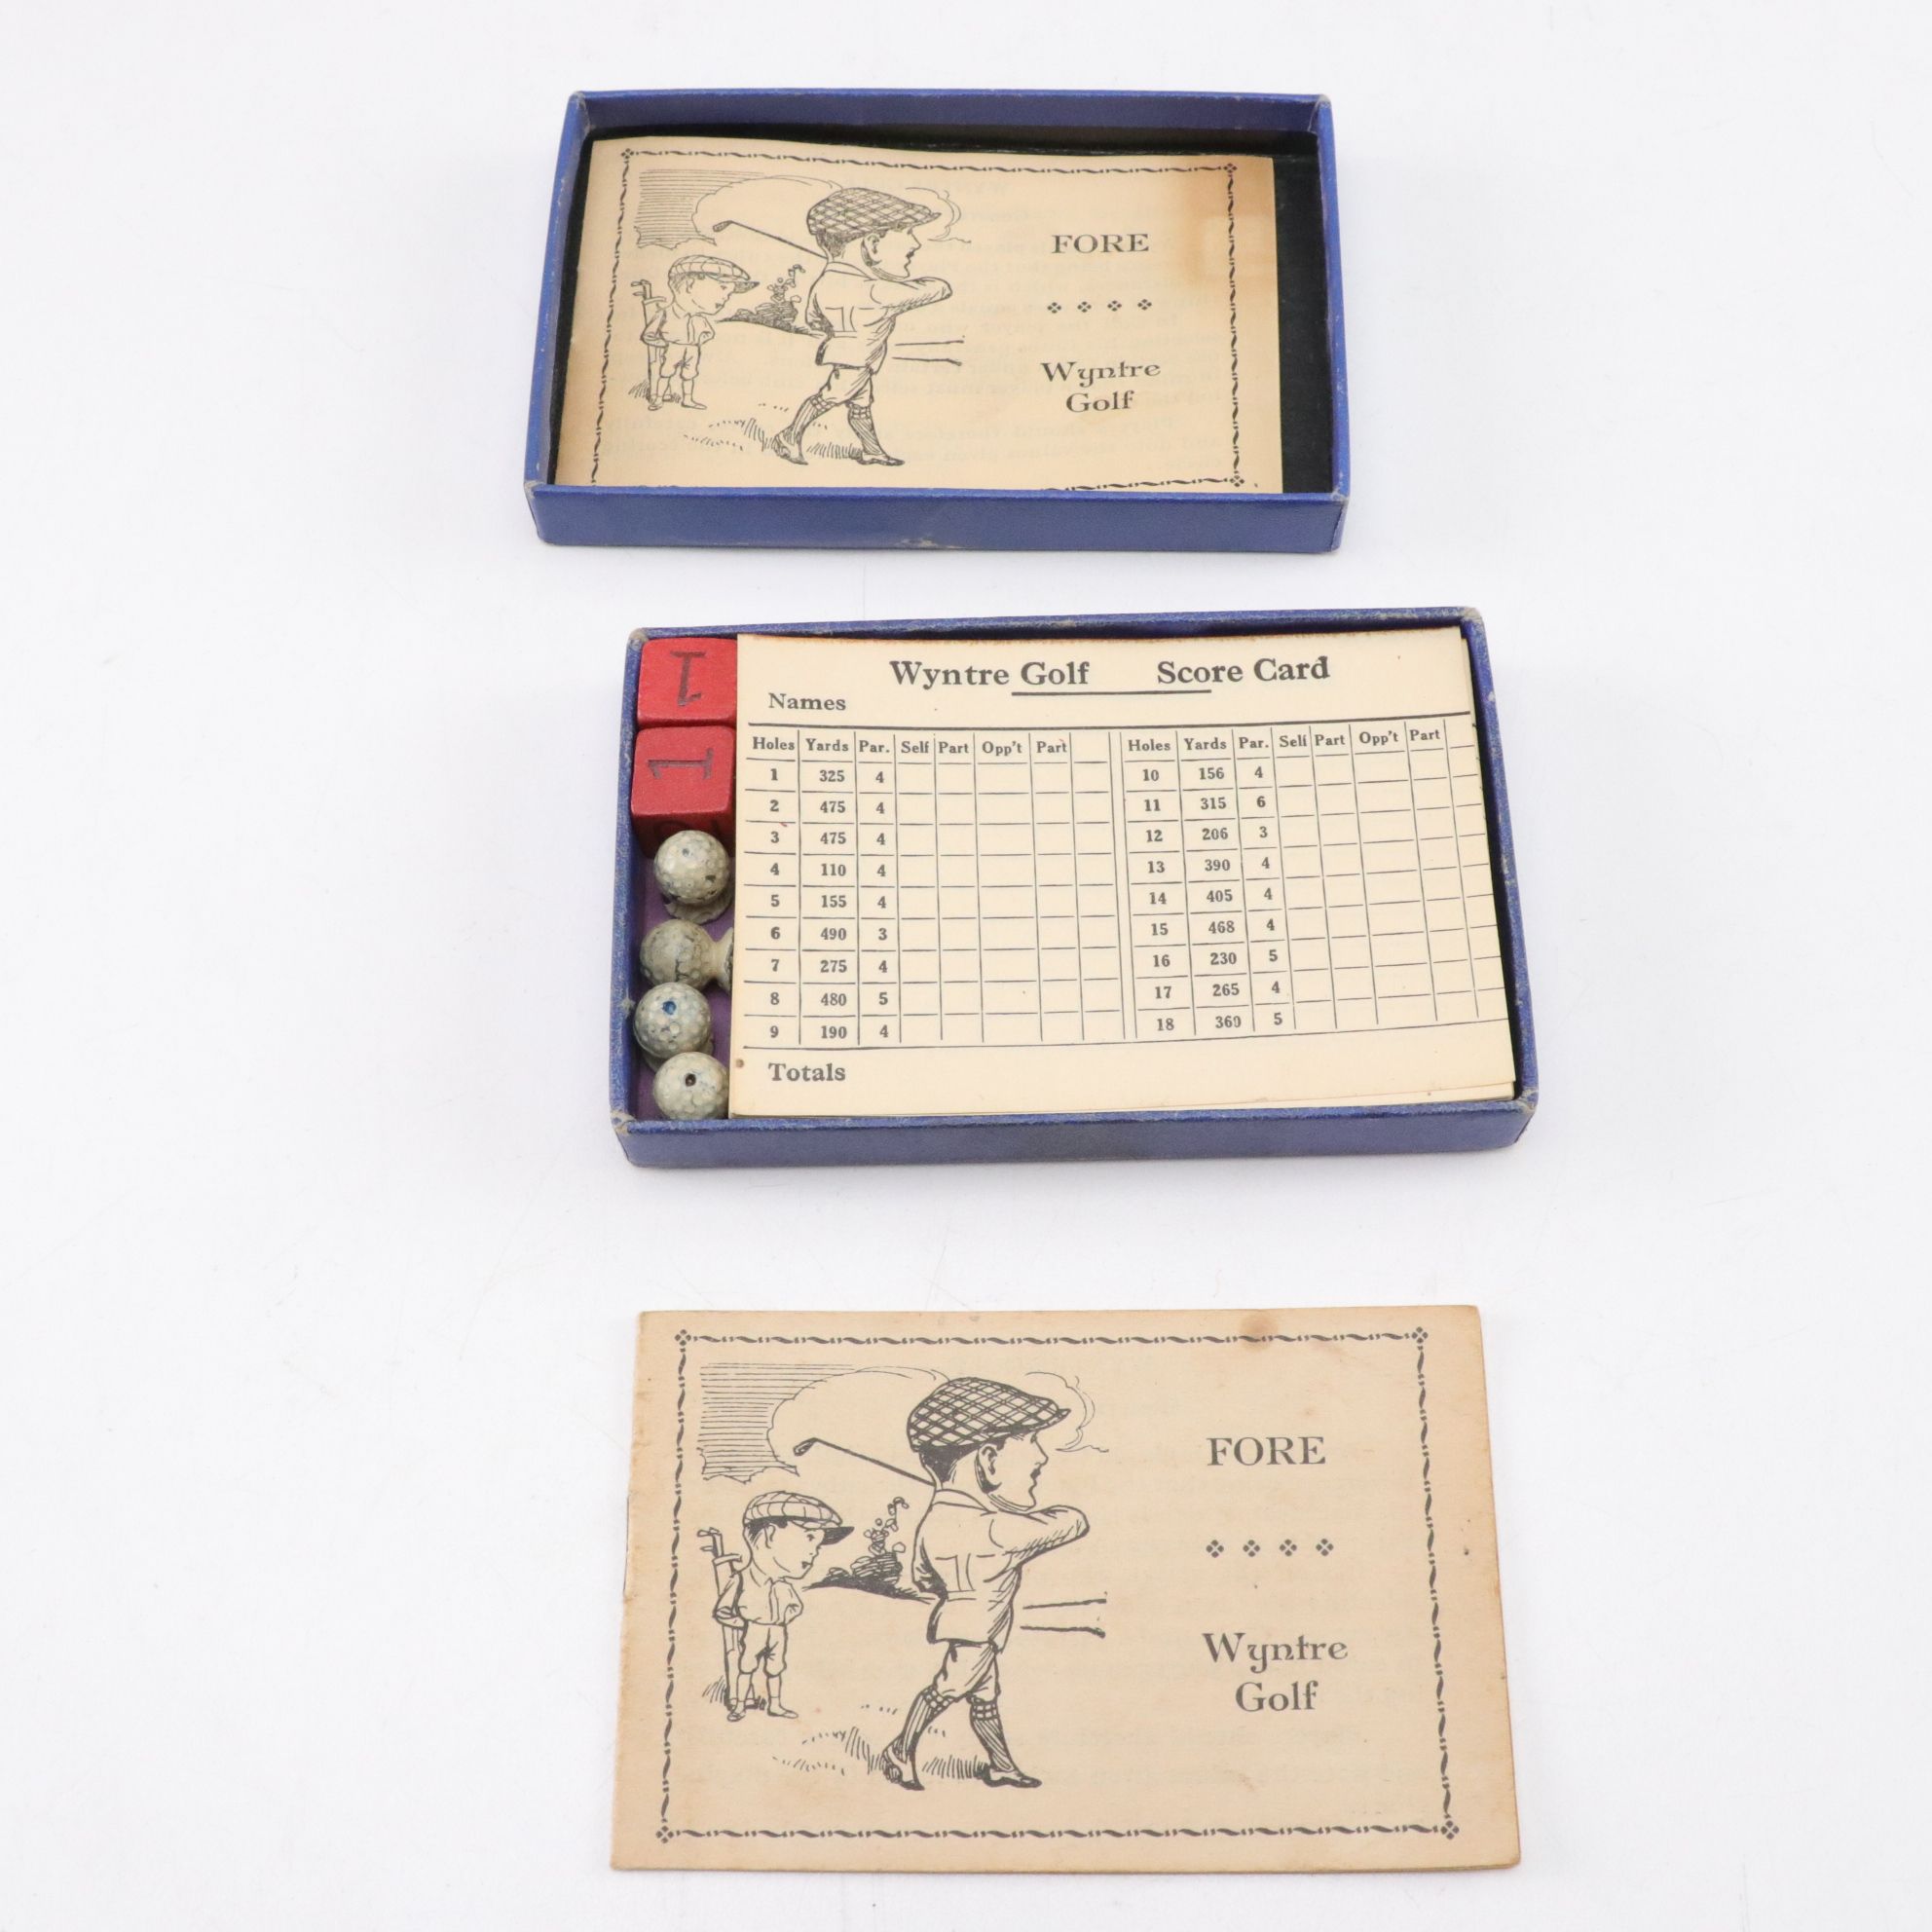 FORE
Wyntre
Golf
1
1
Wyntre Golf Score Card
Names
Holes Yards Par. Self Part Opp't Part Holes Yards Par. Self Part Opp't Part
1 325 4 10 156 4
2 475 4 11 315 6
3 475 4 12 206 3
4 110 4 13 390 4
5 155 4 14 405 4
6 490 3 15 468 4
7 275 4 16 230 5
8 480 5 17 265 4
9 190 4 18 360 5
Totals
FORE
Wyntre
Golf